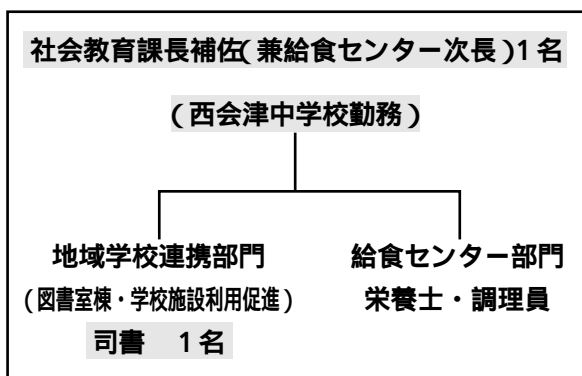 社会教育課長補佐(兼給食センター次長)1名
(西会津中学校勤務)
地域学校連携部門
給食センター部門
(図書室棟・学校施設利用促進)
栄養士・調理員
司書 1名